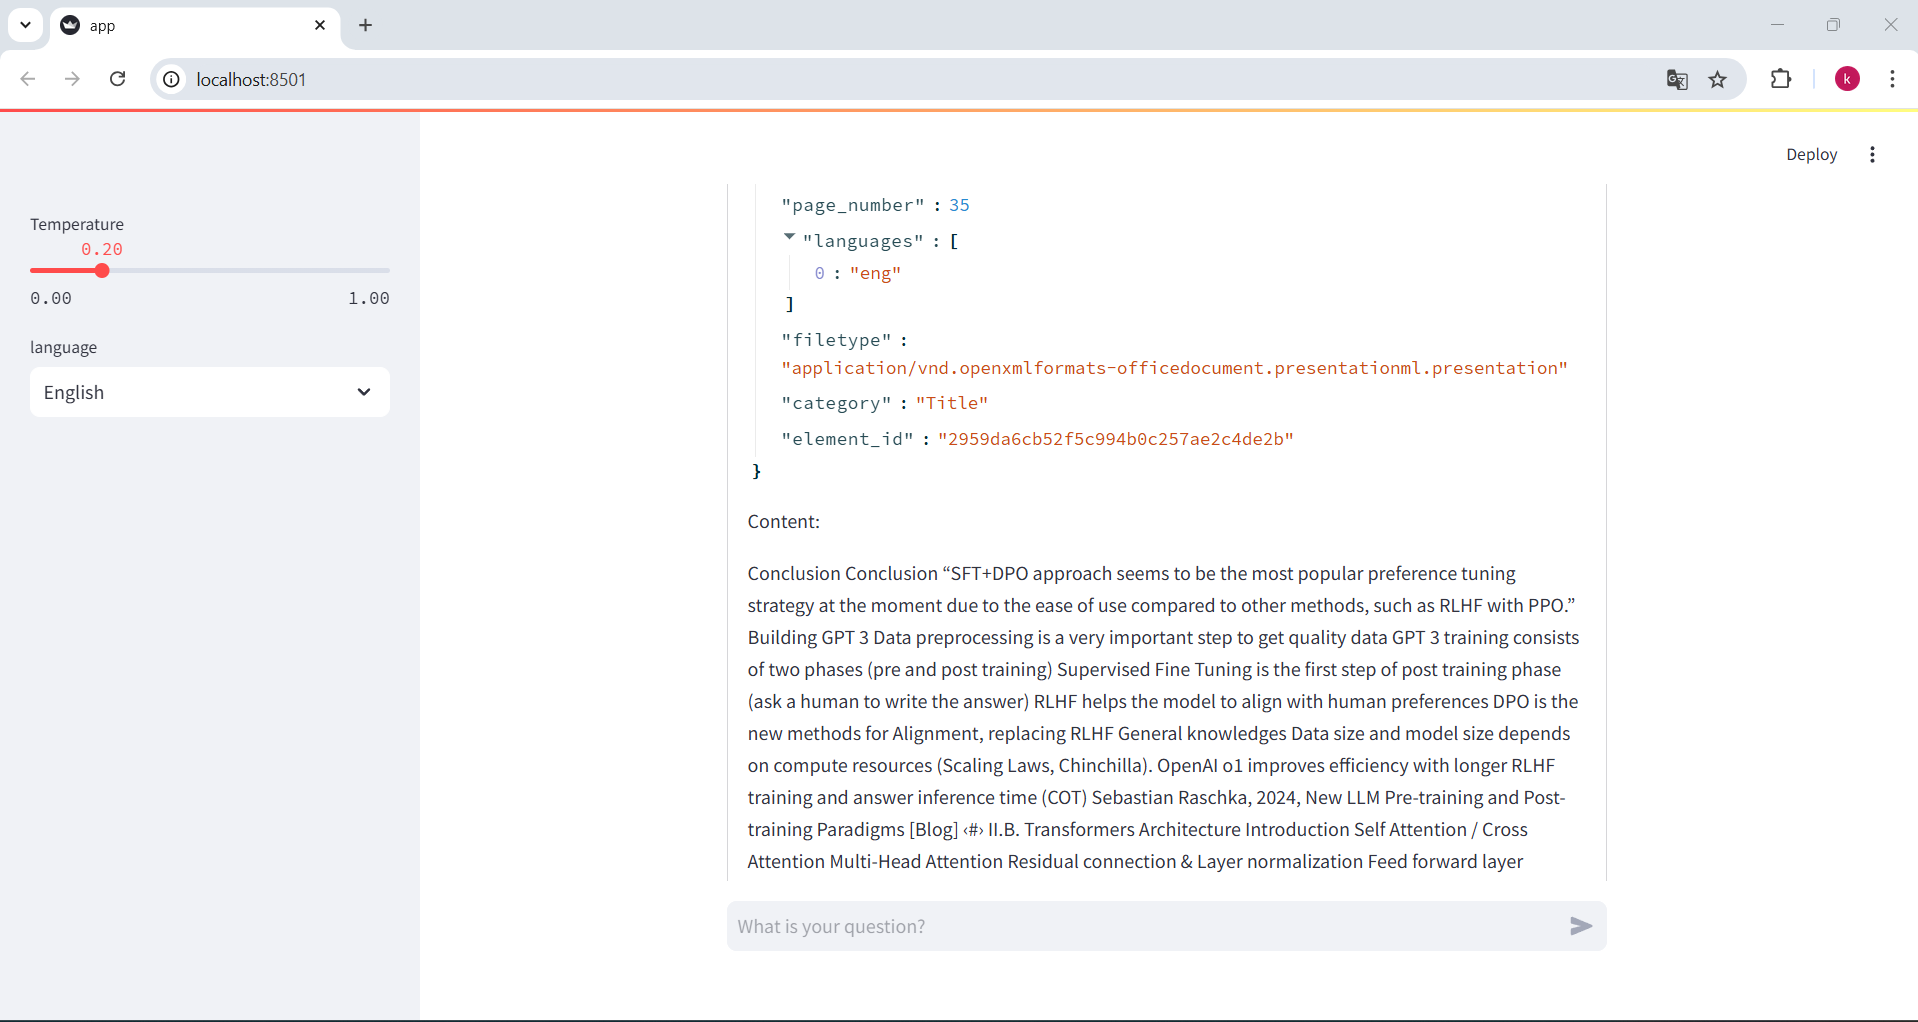 app
localhost:8501
k
Deploy
Temperature
0.20
0.00 1.00
language
English
"page_number" : 35
"languages" : [
0 : "eng"
]
"filetype" :
"application/vnd.openxmlformats-officedocument.presentationml.presentation"
"category" : "Title"
"element_id" : "2959da6cb52f5c994b0c257ae2c4de2b"
}
Content:
Conclusion Conclusion “SFT+DPO approach seems to be the most popular preference tuning
strategy at the moment due to the ease of use compared to other methods, such as RLHF with PPO.”
Building GPT 3 Data preprocessing is a very important step to get quality data GPT 3 training consists
of two phases (pre and post training) Supervised Fine Tuning is the first step of post training phase
(ask a human to write the answer) RLHF helps the model to align with human preferences DPO is the
new methods for Alignment, replacing RLHF General knowledges Data size and model size depends
on compute resources (Scaling Laws, Chinchilla). OpenAI o1 improves efficiency with longer RLHF
training and answer inference time (COT) Sebastian Raschka, 2024, New LLM Pre-training and Post-
training Paradigms [Blog] ‹#› II.B. Transformers Architecture Introduction Self Attention / Cross
Attention Multi-Head Attention Residual connection & Layer normalization Feed forward layer
What is your question?